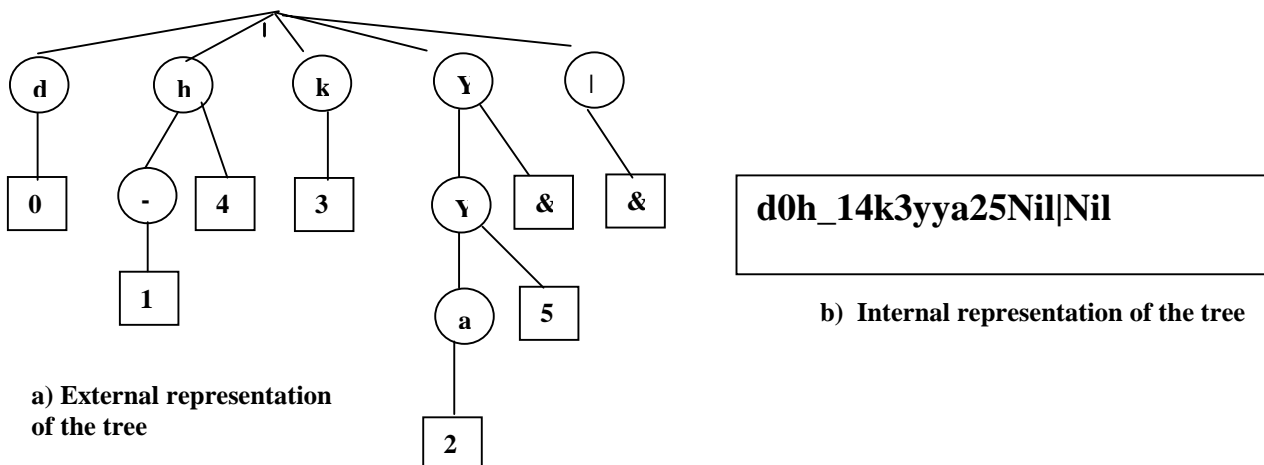 |
d h k Y |
0 - 4 3 Y & &
1 a 5
2
a) External representation
of the tree
d0h_14k3yya25Nil|Nil
b) Internal representation of the tree